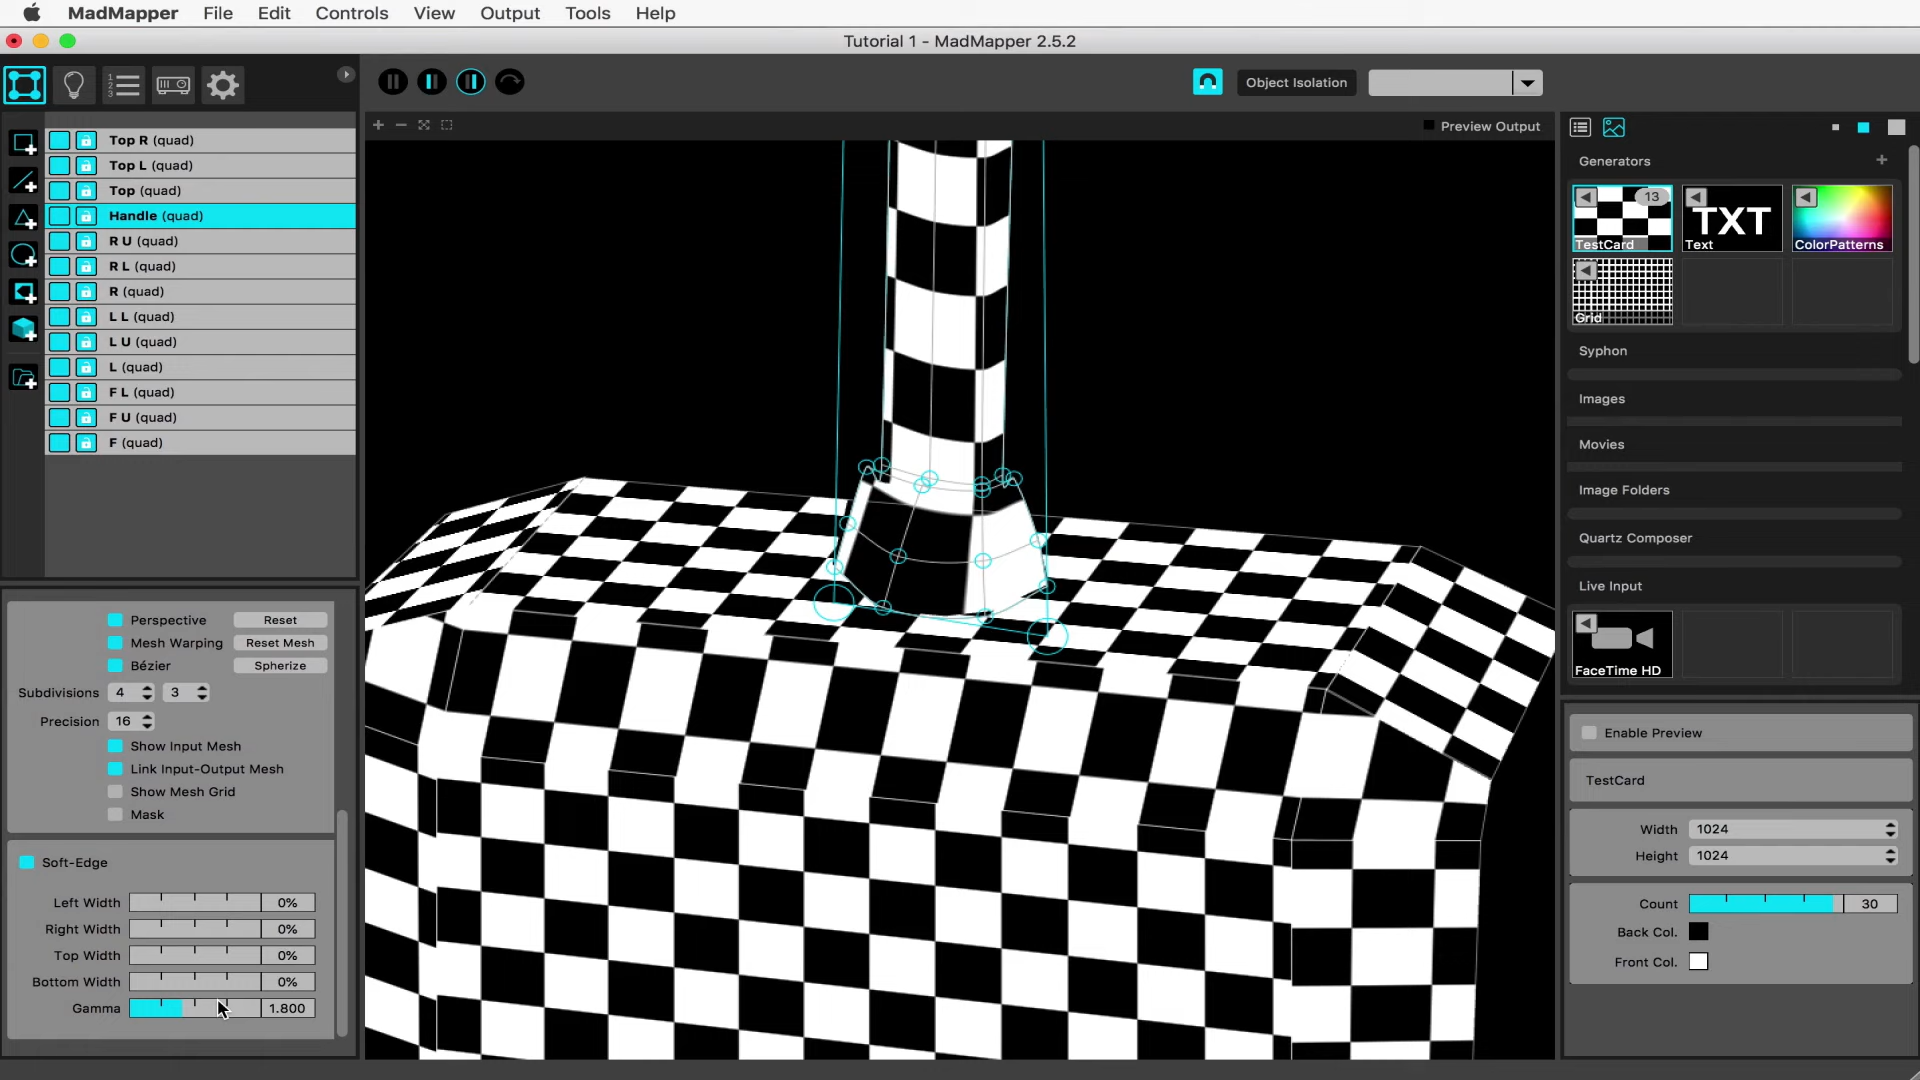 MadMapper File Edit Controls View Output Tools Help
Tutorial 1 - MadMapper 2.5.2
1
2
3
Object Isolation
Preview Output
Top R (quad)
Top L (quad)
Top (quad)
Handle (quad)
R U (quad)
R L (quad)
R (quad)
L L (quad)
L U (quad)
L (quad)
F L (quad)
F U (quad)
F (quad)
Perspective Reset
Mesh Warping Reset Mesh
Bézier Spherize
Subdivisions 4 3
Precision 16
Show Input Mesh
Link Input-Output Mesh
Show Mesh Grid
Mask
Soft-Edge
Left Width 0%
Right Width 0%
Top Width 0%
Bottom Width 0%
Gamma 1.800
Generators
13
TXT
TestCard Text ColorPatterns
Grid
Syphon
Images
Movies
Image Folders
Quartz Composer
Live Input
FaceTime HD
Enable Preview
TestCard
Width 1024
Height 1024
Count 30
Back Col.
Front Col.